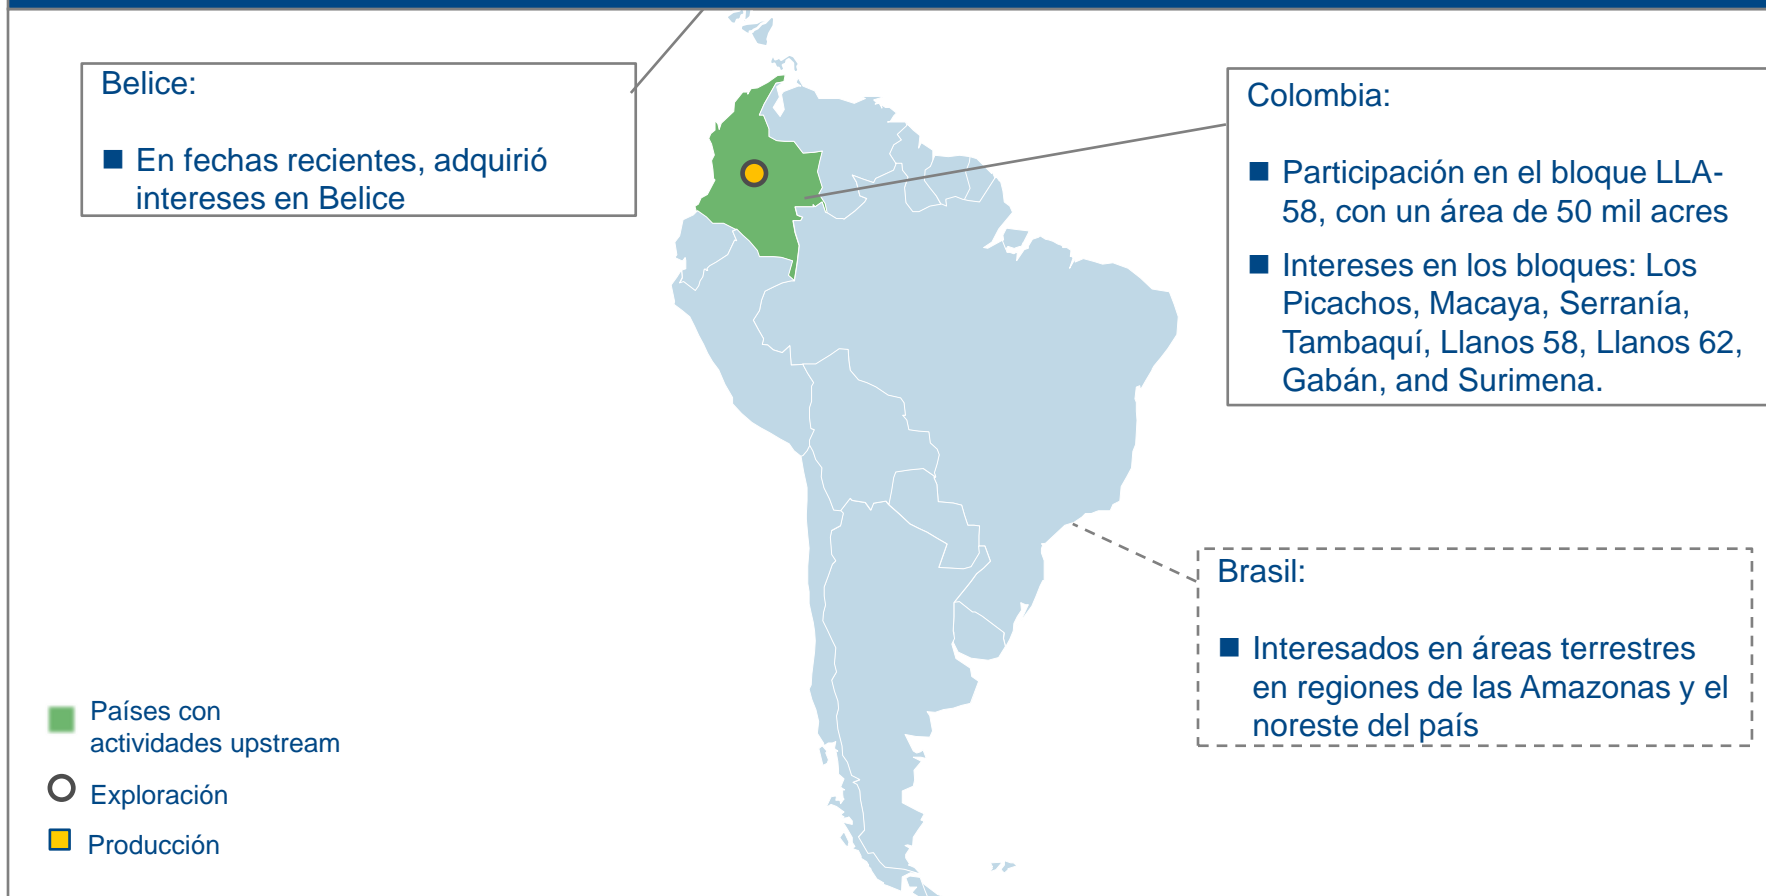 Belice:
En fechas recientes, adquirió
intereses en Belice
Colombia:
Participación en el bloque LLA-
58, con un área de 50 mil acres
Intereses en los bloques: Los
Picachos, Macaya, Serranía,
Tambaquí, Llanos 58, Llanos 62,
Gabán, and Surimena.
Brasil:
Interesados en áreas terrestres
en regiones de las Amazonas y el
noreste del país
Países con
actividades upstream
Exploración
Producción